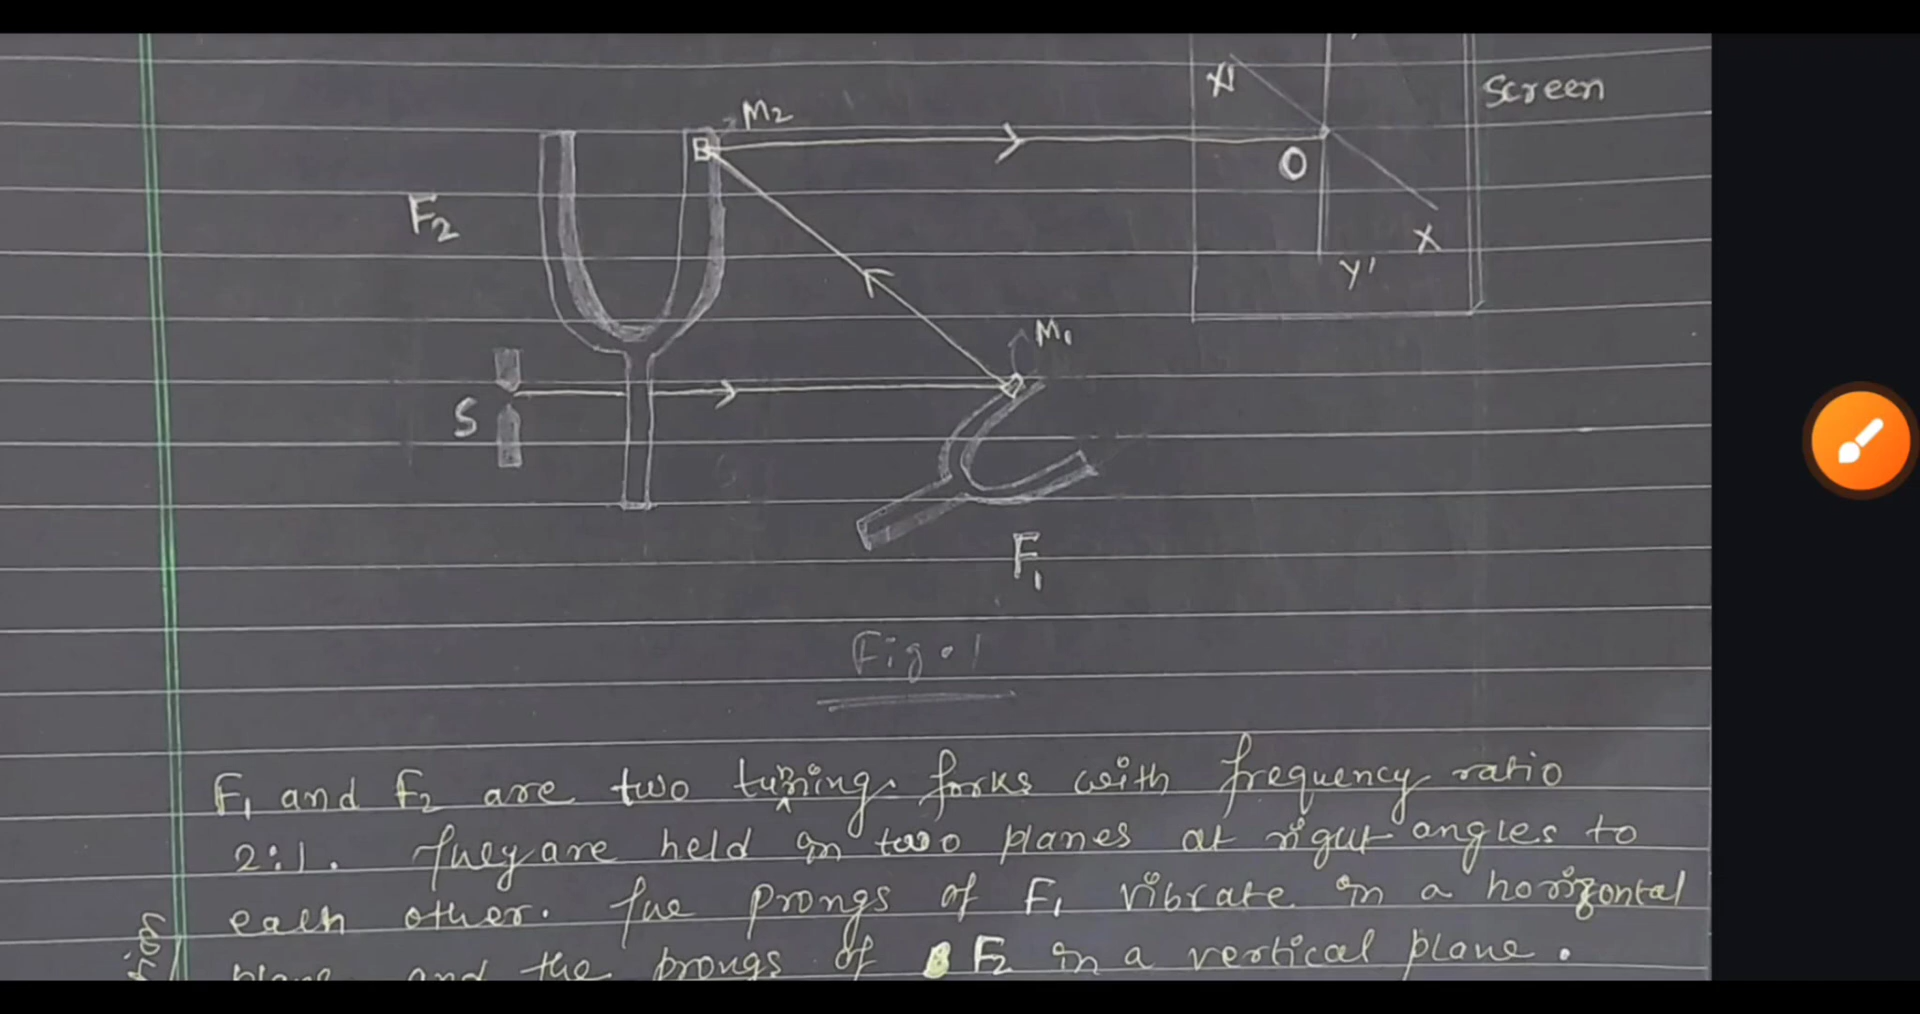 X'
Screen
M2
O
F2
X
Y'
M1
S
F1
Fig.1
F1 and F2 are two tuning forks with frequency ratio
2:1. They are held in two planes at right angles to
each other. The prongs of F1 vibrate in a horizontal
plane and the prongs of F2 in a vertical plane.